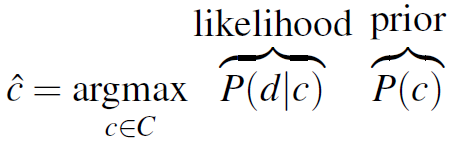 likelihood prior
ĉ = argmax P(d|c) P(c)
c∈C